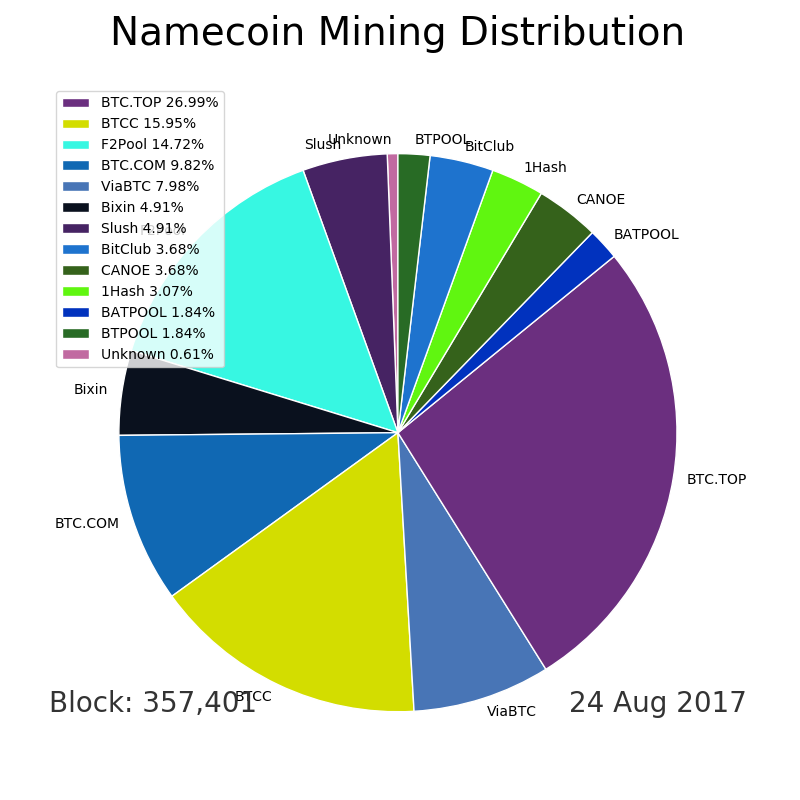 Namecoin Mining Distribution
BTC.TOP 26.99%
BTCC 15.95%
F2Pool 14.72%
BTC.COM 9.82%
ViaBTC 7.98%
Bixin 4.91%
Slush 4.91%
BitClub 3.68%
CANOE 3.68%
1Hash 3.07%
BATPOOL 1.84%
BTPOOL 1.84%
Unknown 0.61%
Slush
Unknown
BTPOOL
BitClub
1Hash
CANOE
BATPOOL
Bixin
BTC.TOP
BTC.COM
BTCC
ViaBTC
Block: 357,401
24 Aug 2017